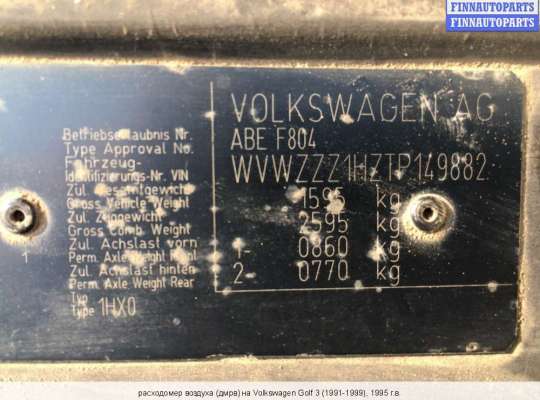 FINNAUTOPARTS
FINNAUTOPARTS
VOLKSWAGEN AG
Betriebserlaubnis Nr.
Type Approval No.
ABE F804
Fahrzeug-
Identifizierungs-Nr. VIN
WVWZZZ1HZTP149882
Zul. Gesamtgewicht
Gross Vehicle Weight
1595 kg
Zul. Zuggewicht
Gross Comb Weight
2595 kg
Zul. Achslast vorn
Perm. Axle Weight Front
1- 0860 kg
Zul. Achslast hinten
Perm. Axle Weight Rear
2- 0770 kg
Typ
Type 1HX0
1
расходомер воздуха (дмрв) на Volkswagen Golf 3 (1991-1999), 1995 г.в.